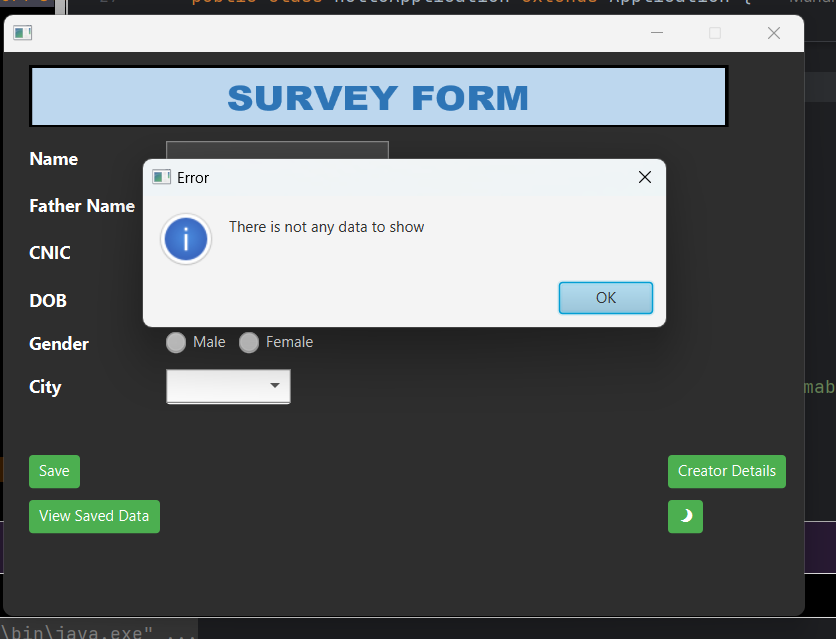 public class HelloApplication extends Application {
SURVEY FORM
Name
Error
There is not any data to show
OK
Father Name
CNIC
DOB
Gender
Male
Female
City
Save
Creator Details
View Saved Data
mab
\bin\java.exe" ...